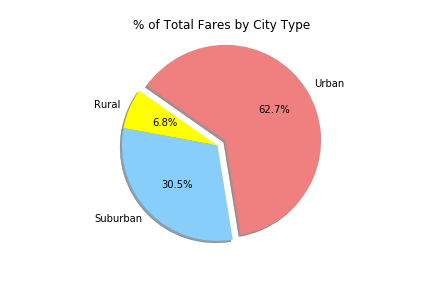 % of Total Fares by City Type
Urban
Rural
62.7%
6.8%
30.5%
Suburban